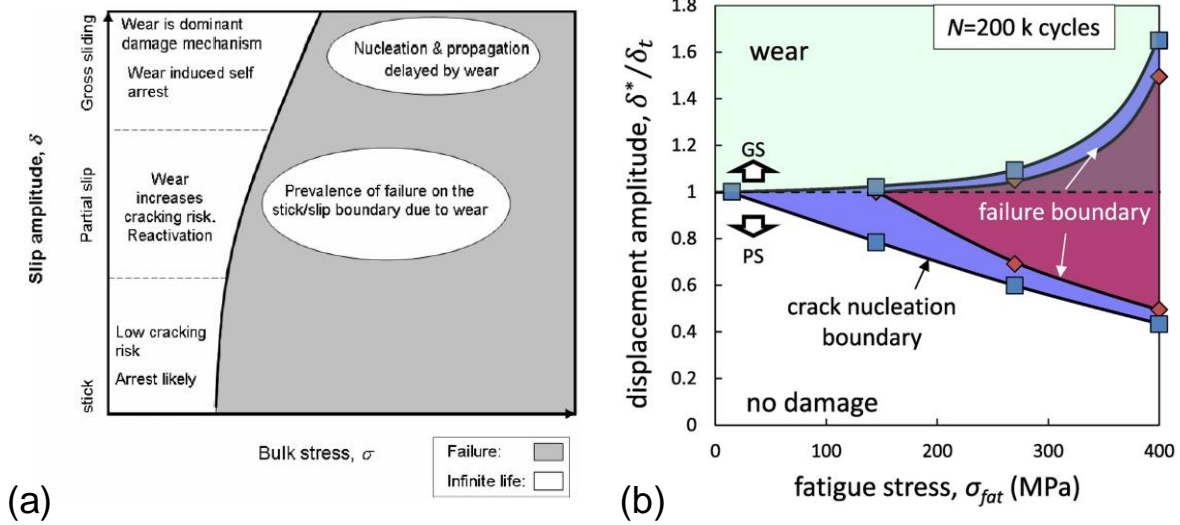 Gross sliding
Partial slip
stick
Slip amplitude, δ
Wear is dominant
damage mechanism
Wear induced self
arrest
Nucleation & propagation
delayed by wear
Wear
increases
cracking risk.
Reactivation
Prevalence of failure on the
stick/slip boundary due to wear
Low cracking
risk
Arrest likely
Bulk stress, σ
Failure:
Infinite life:
(a)
displacement amplitude, δ*/δt
1.8
1.6
1.4
1.2
1
0.8
0.6
0.4
0.2
0
N=200 k cycles
wear
GS
PS
failure boundary
crack nucleation
boundary
no damage
0 100 200 300 400
fatigue stress, σfat (MPa)
(b)